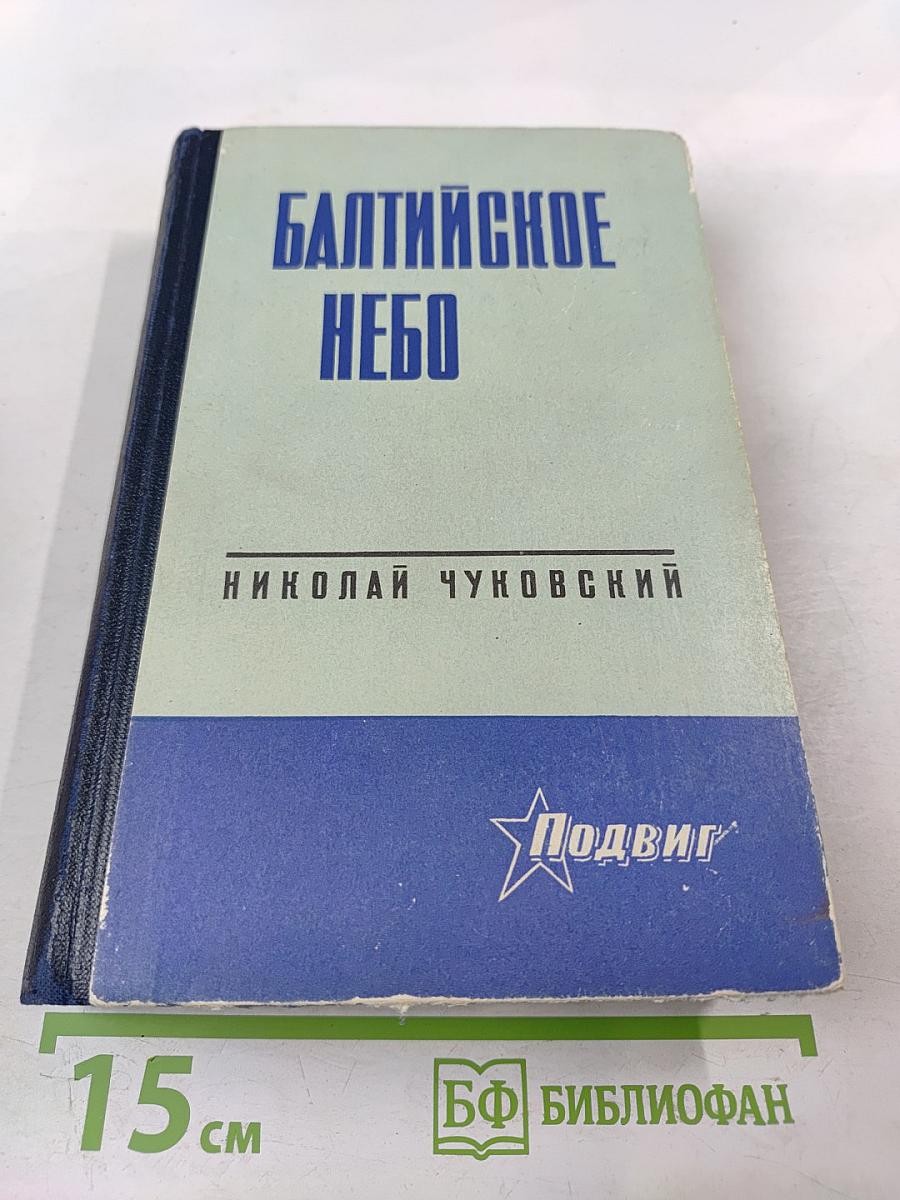 БАЛТИЙСКОЕ
НЕБО
НИКОЛАЙ ЧУКОВСКИЙ
Подвиг
15 см
БФ БИБЛИОФАН